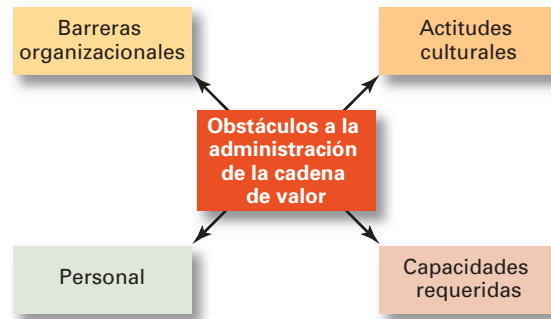 Barreras
organizacionales
Actitudes
culturales
Obstáculos a la
administración
de la cadena
de valor
Personal
Capacidades
requeridas